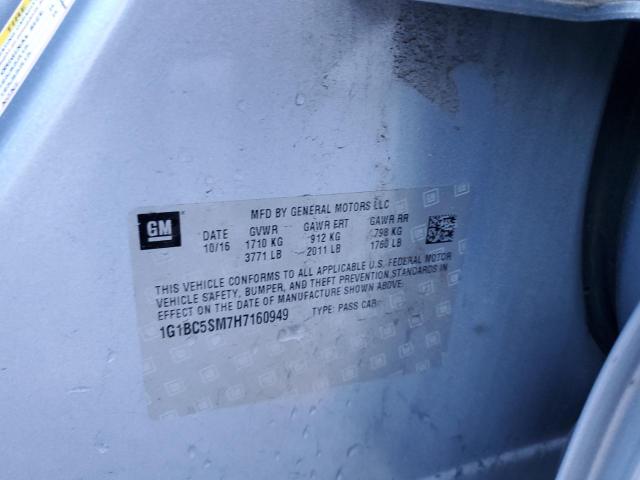 MFD BY GENERAL MOTORS LLC
GM
DATE GVWR GAWR FRT GAWR RR
10/16 1710 KG 912 KG 798 KG
3771 LB 2011 LB 1760 LB
THIS VEHICLE CONFORMS TO ALL APPLICABLE U.S. FEDERAL MOTOR
VEHICLE SAFETY, BUMPER, AND THEFT PREVENTION STANDARDS IN
EFFECT ON THE DATE OF MANUFACTURE SHOWN ABOVE.
1G1BC5SM7H7160949 TYPE: PASS CAR